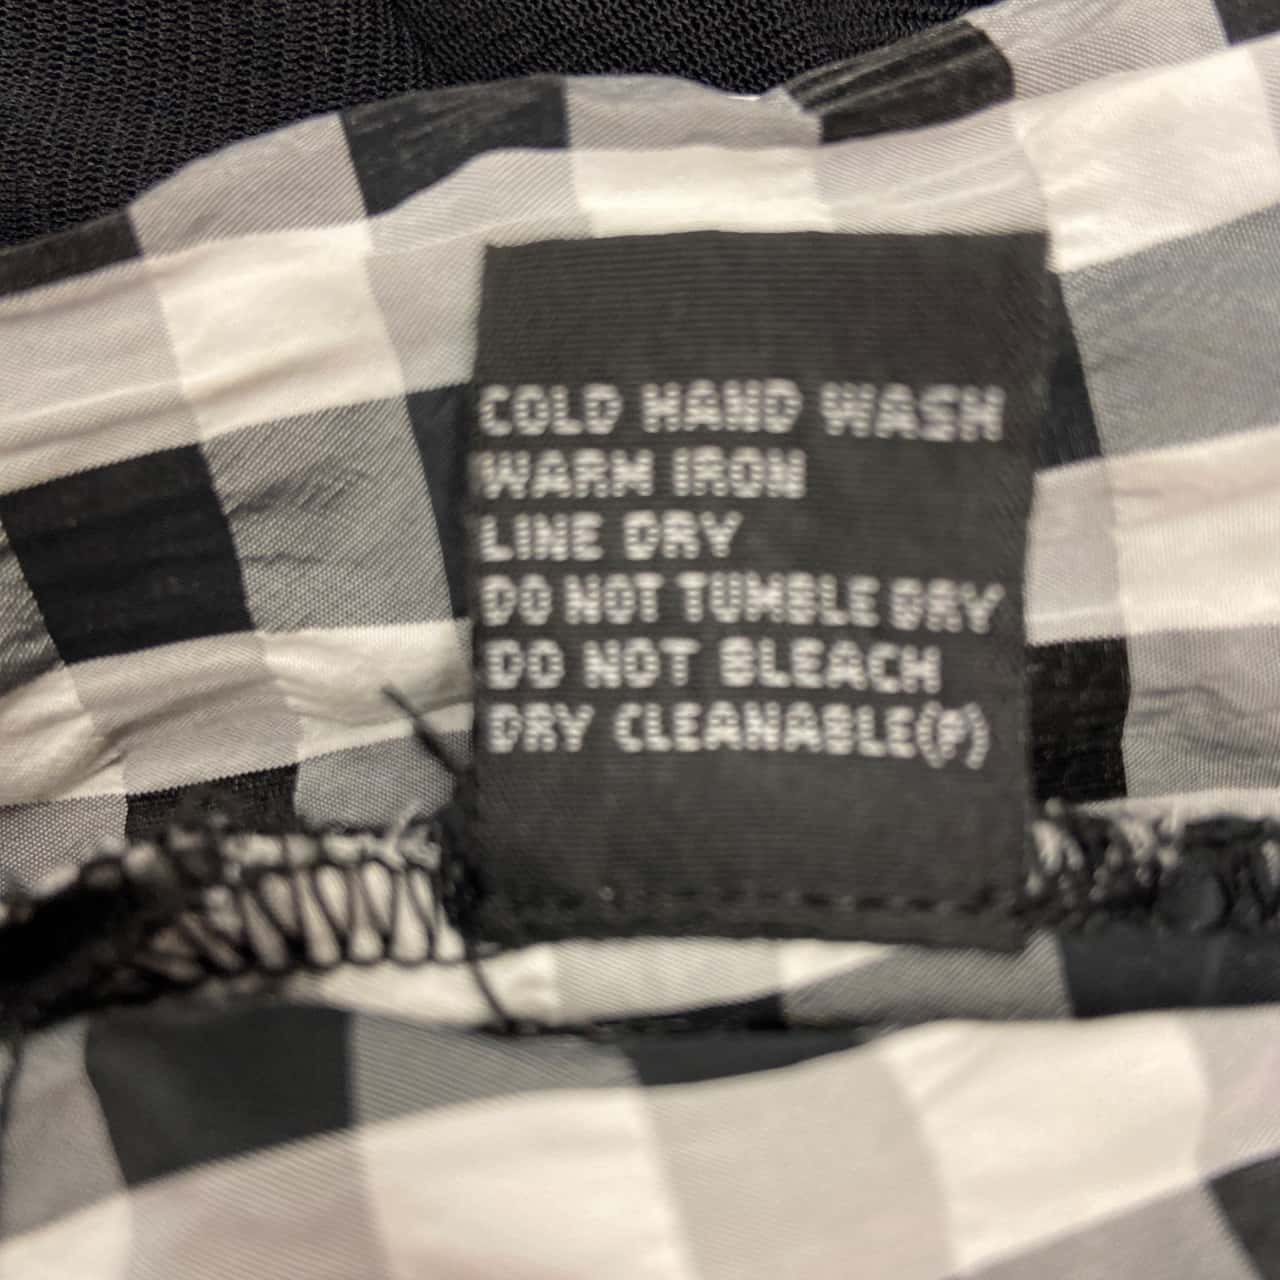 COLD HAND WASH
WARM IRON
LINE DRY
DO NOT TUMBLE DRY
DO NOT BLEACH
DRY CLEANABLE(P)